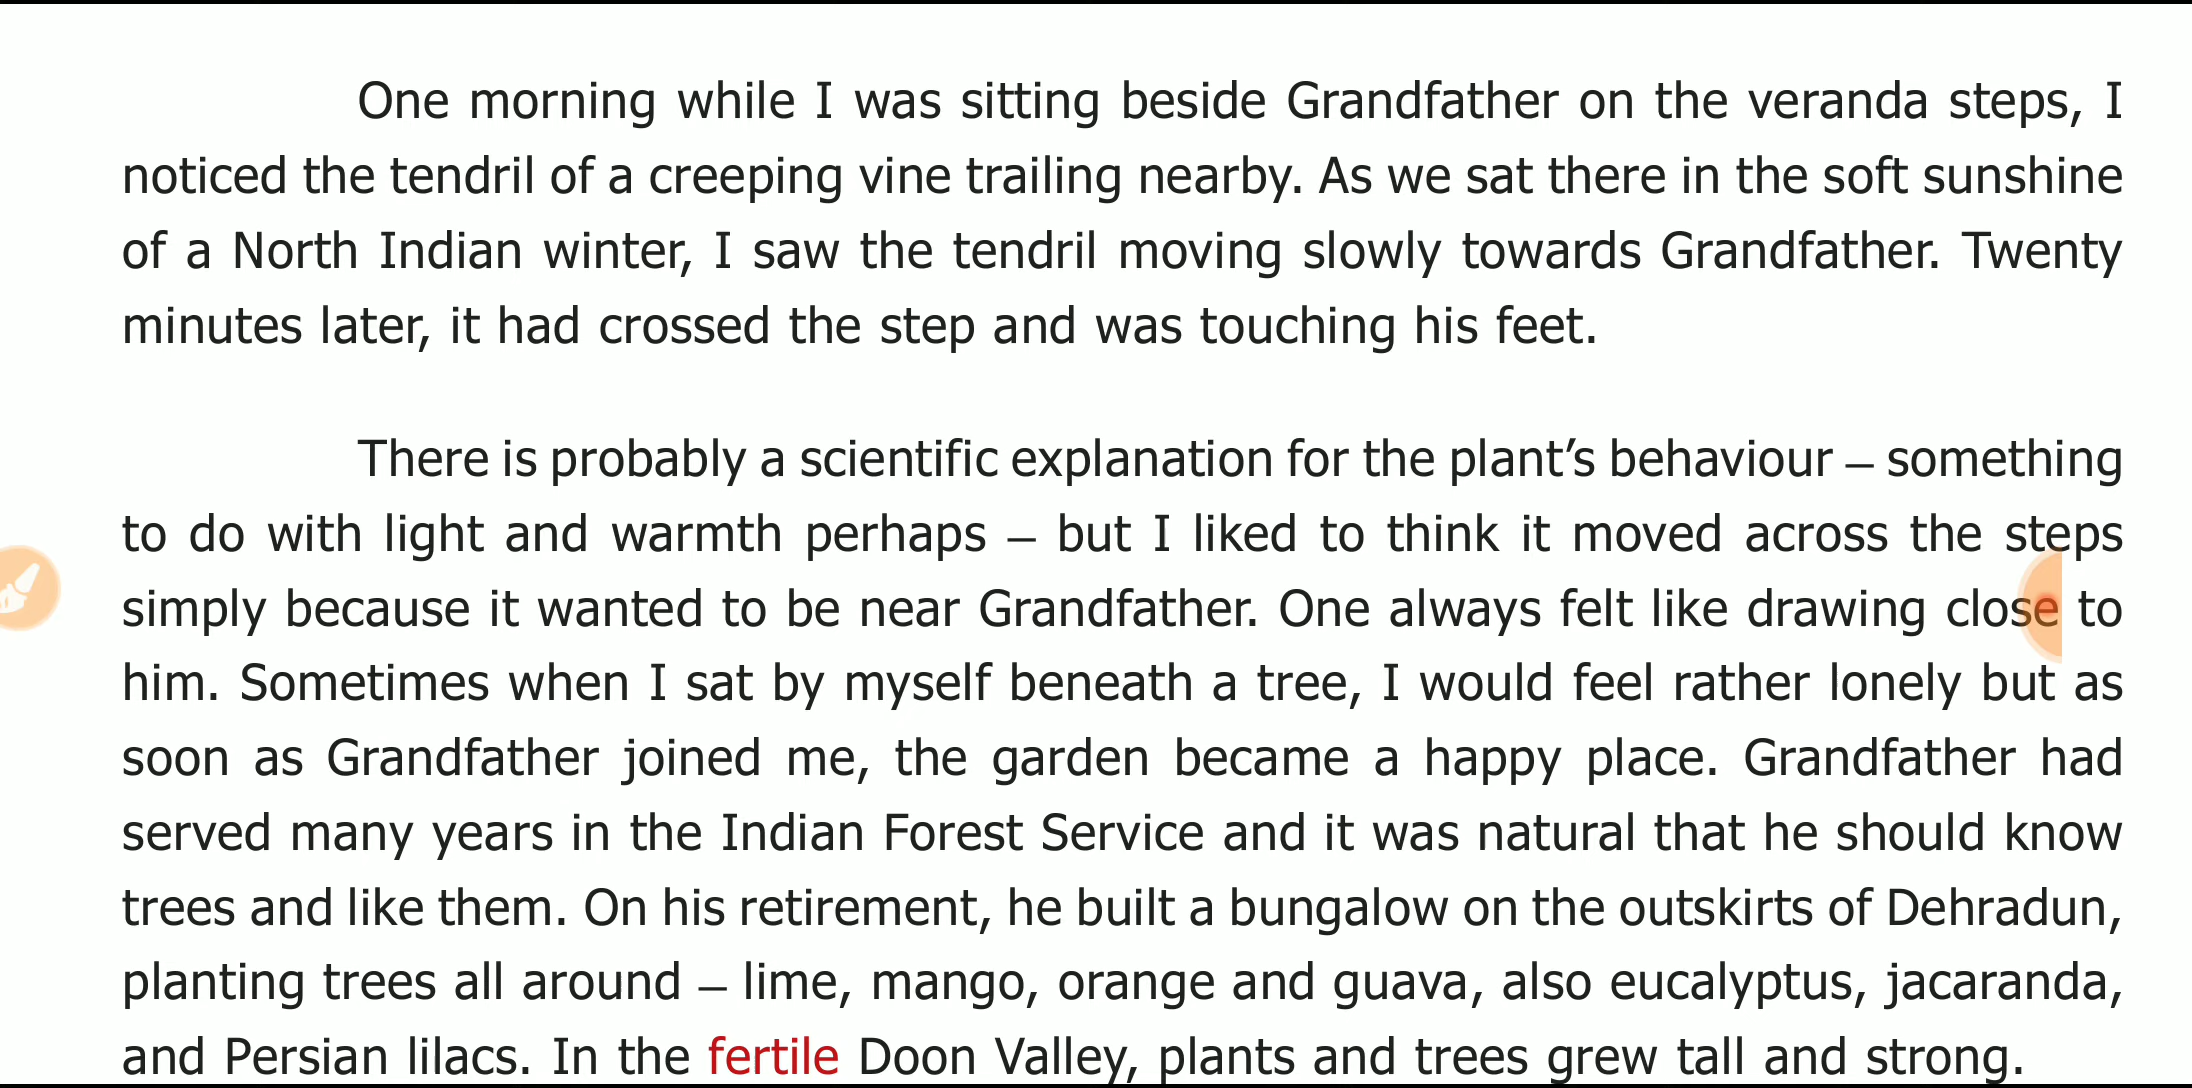 One morning while I was sitting beside Grandfather on the veranda steps, I
noticed the tendril of a creeping vine trailing nearby. As we sat there in the soft sunshine
of a North Indian winter, I saw the tendril moving slowly towards Grandfather. Twenty
minutes later, it had crossed the step and was touching his feet.
There is probably a scientific explanation for the plant’s behaviour – something
to do with light and warmth perhaps – but I liked to think it moved across the steps
simply because it wanted to be near Grandfather. One always felt like drawing close to
him. Sometimes when I sat by myself beneath a tree, I would feel rather lonely but as
soon as Grandfather joined me, the garden became a happy place. Grandfather had
served many years in the Indian Forest Service and it was natural that he should know
trees and like them. On his retirement, he built a bungalow on the outskirts of Dehradun,
planting trees all around – lime, mango, orange and guava, also eucalyptus, jacaranda,
and Persian lilacs. In the fertile Doon Valley, plants and trees grew tall and strong.